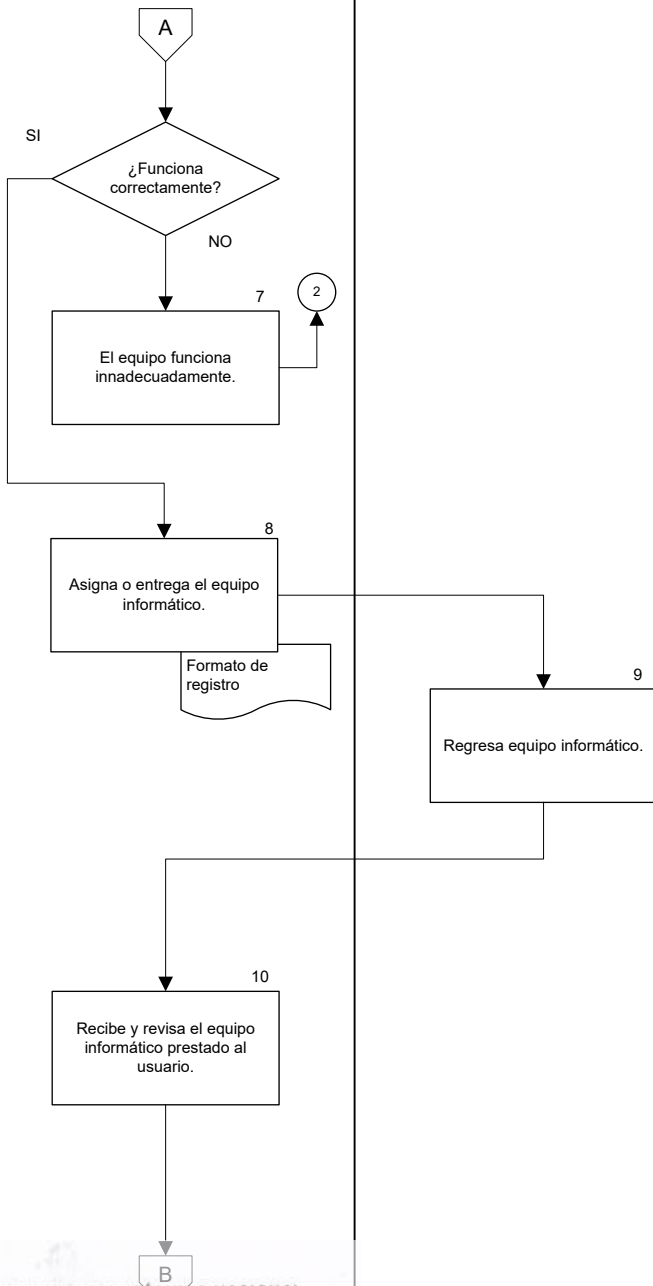 A
SI
¿Funciona
correctamente?
NO
7
2
El equipo funciona
innadecuadamente.
8
Asigna o entrega el equipo
informático.
Formato de
registro
9
Regresa equipo informático.
10
Recibe y revisa el equipo
informático prestado al
usuario.
B